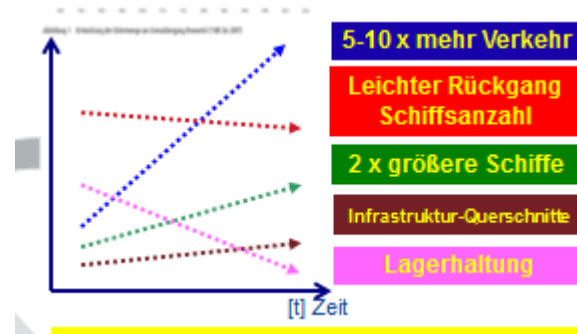 5-10 x mehr Verkehr
Leichter Rückgang
Schiffsanzahl
2 x größere Schiffe
Infrastruktur-Querschnitte
Lagerhaltung
[t] Zeit